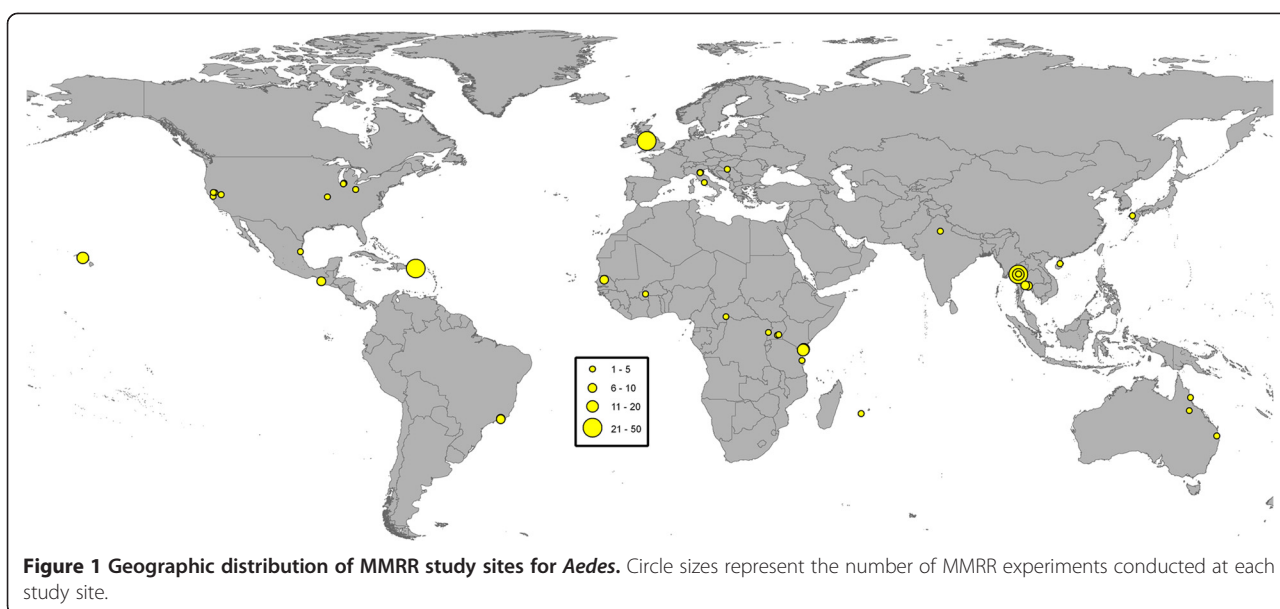 1 - 5
6 - 10
11 - 20
21 - 50
Figure 1 Geographic distribution of MMRR study sites for Aedes. Circle sizes represent the number of MMRR experiments conducted at each
study site.